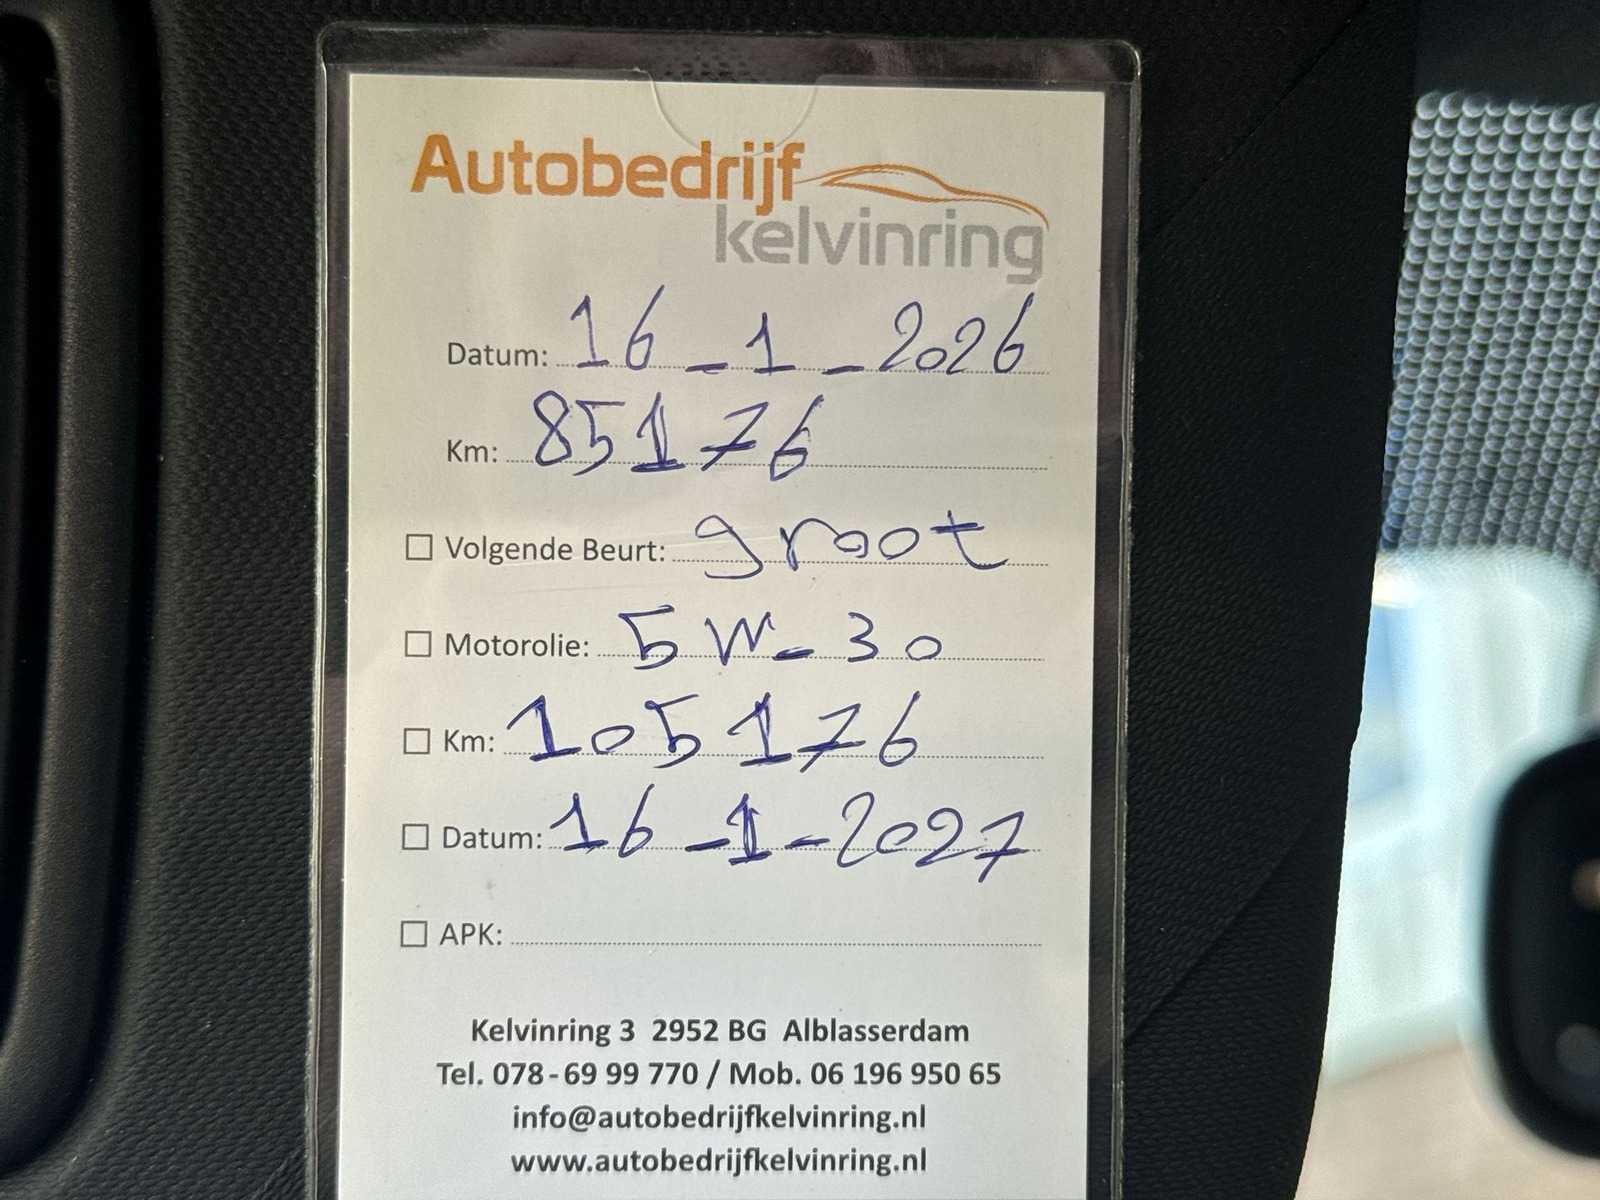 Autobedrijf
kelvinring
Datum: 16-1-2026
Km: 85176
Volgende Beurt: groot
Motorolie: 5W-30
Km: 105176
Datum: 16-1-2027
APK:
Kelvinring 3 2952 BG Alblasserdam
Tel. 078-69 99 770 / Mob. 06 196 950 65
info@autobedrijfkelvinring.nl
www.autobedrijfkelvinring.nl